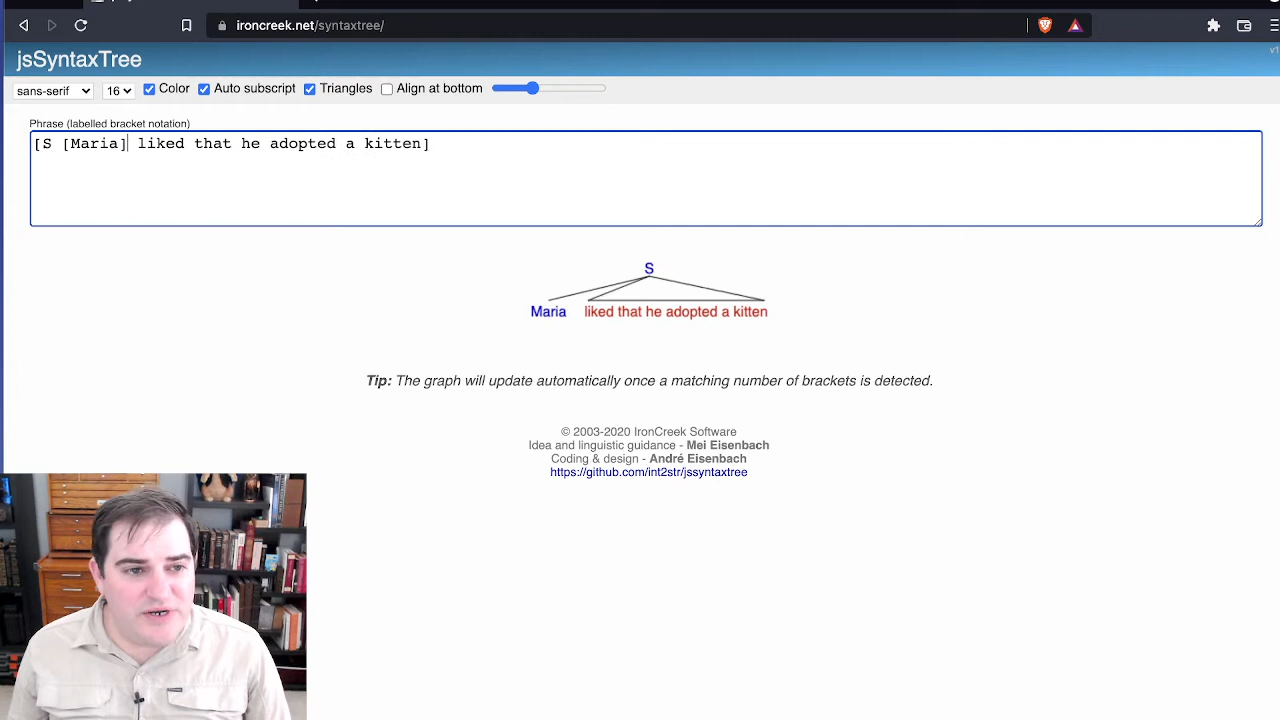 ironcreek.net/syntaxtree/
jsSyntaxTree
sans-serif 16 Color Auto subscript Triangles Align at bottom
Phrase (labelled bracket notation)
[S [Maria] liked that he adopted a kitten]
S
Maria liked that he adopted a kitten
Tip: The graph will update automatically once a matching number of brackets is detected.
© 2003-2020 IronCreek Software
Idea and linguistic guidance - Mei Eisenbach
Coding & design - André Eisenbach
https://github.com/int2str/jssyntaxtree